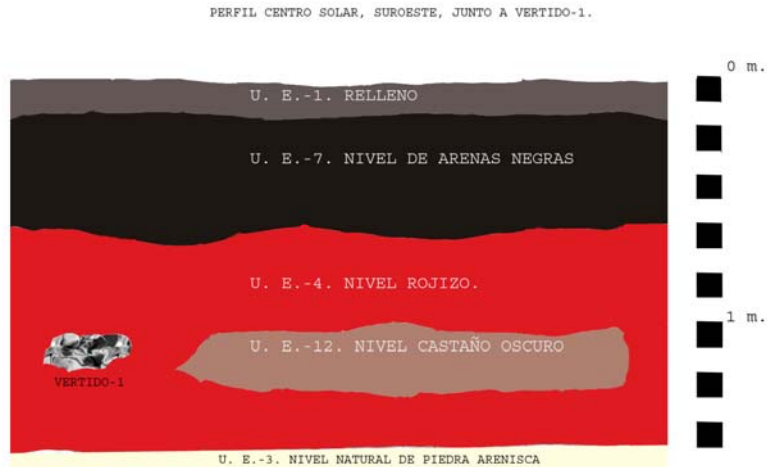 PERFIL CENTRO SOLAR, SUROESTE, JUNTO A VERTIDO-1.
0 m.
U. E.-1. RELLENO
U. E.-7. NIVEL DE ARENAS NEGRAS
U. E.-4. NIVEL ROJIZO.
1 m.
U. E.-12. NIVEL CASTAÑO OSCURO
VERTIDO-1
U. E.-3. NIVEL NATURAL DE PIEDRA ARENISCA